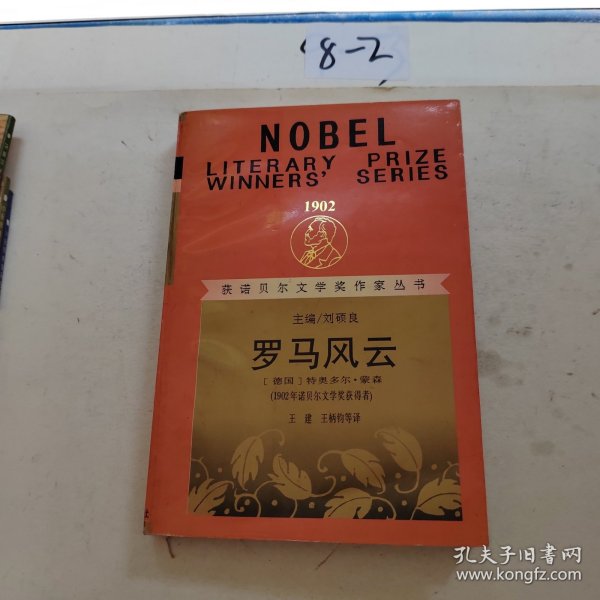 8-2
NOBEL
LITERARY PRIZE
WINNERS' SERIES
1902
获诺贝尔文学奖作家丛书
主编/刘硕良
罗马风云
[德国]特奥多尔·蒙森
(1902年诺贝尔文学奖获得者)
王建 王柄钧等译
孔夫子旧书网
www.kongfz.com